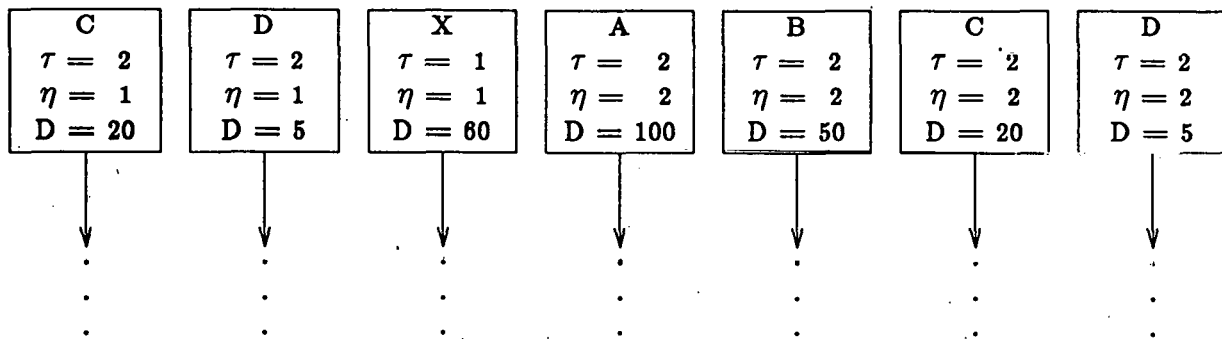 C
τ = 2
η = 1
D = 20
D
τ = 2
η = 1
D = 5
X
τ = 1
η = 1
D = 60
A
τ = 2
η = 2
D = 100
B
τ = 2
η = 2
D = 50
C
τ = 2
η = 2
D = 20
D
τ = 2
η = 2
D = 5